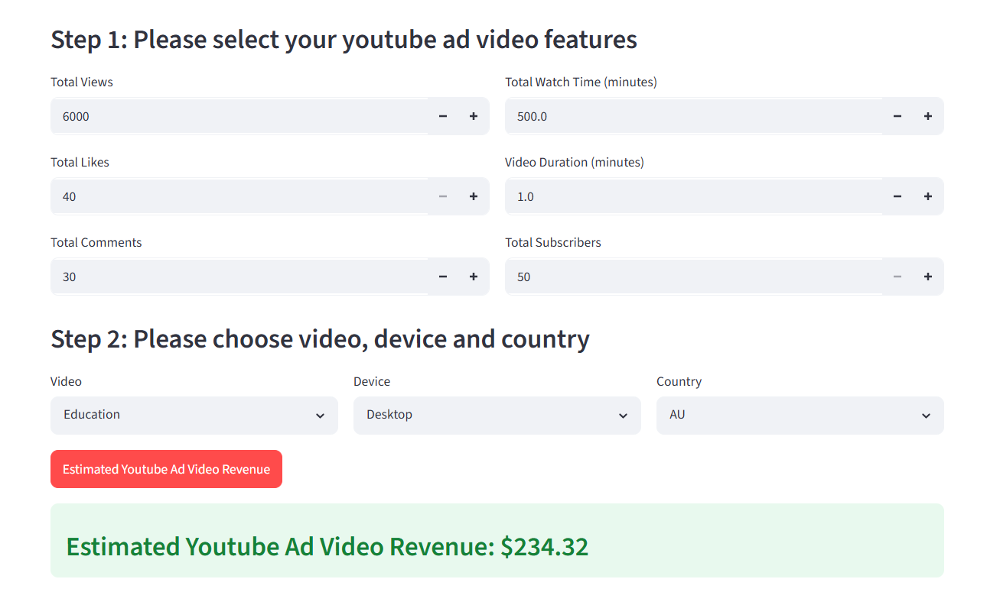 Step 1: Please select your youtube ad video features
Total Views
Total Watch Time (minutes)
6000
500.0
Total Likes
Video Duration (minutes)
40
1.0
Total Comments
Total Subscribers
30
50
Step 2: Please choose video, device and country
Video
Device
Country
Education
Desktop
AU
Estimated Youtube Ad Video Revenue
Estimated Youtube Ad Video Revenue: $234.32